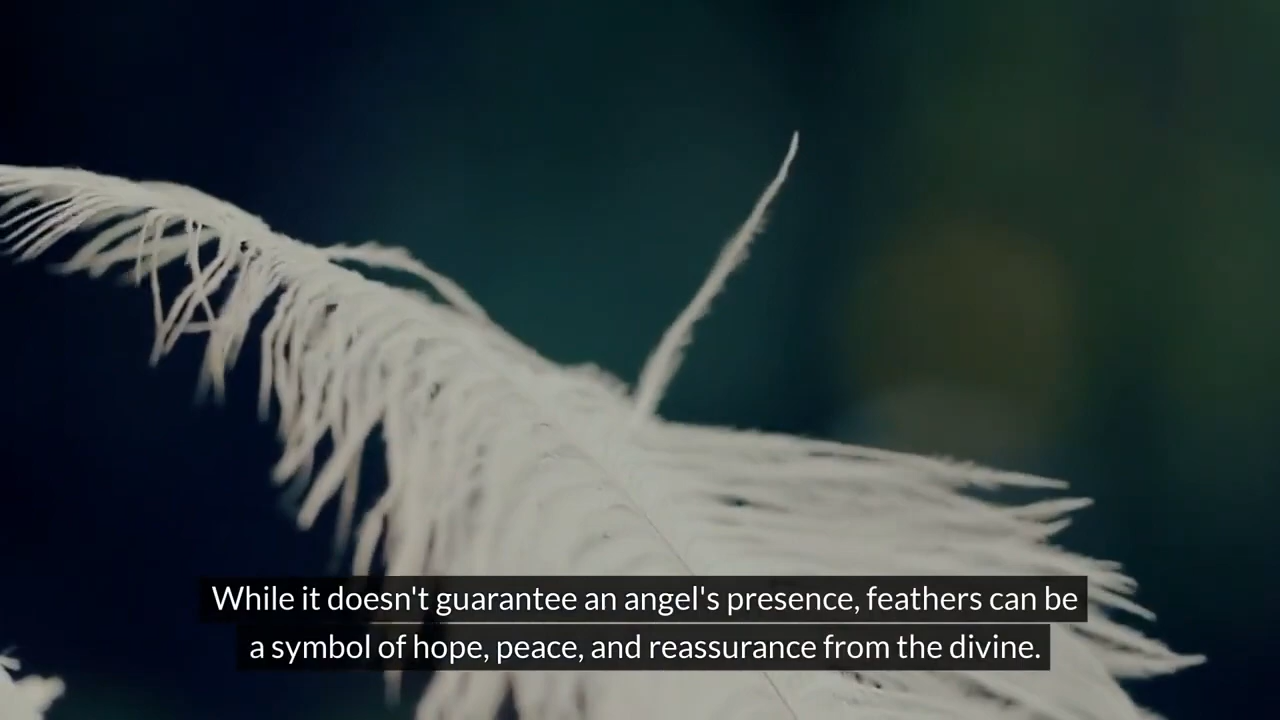 While it doesn't guarantee an angel's presence, feathers can be
a symbol of hope, peace, and reassurance from the divine.